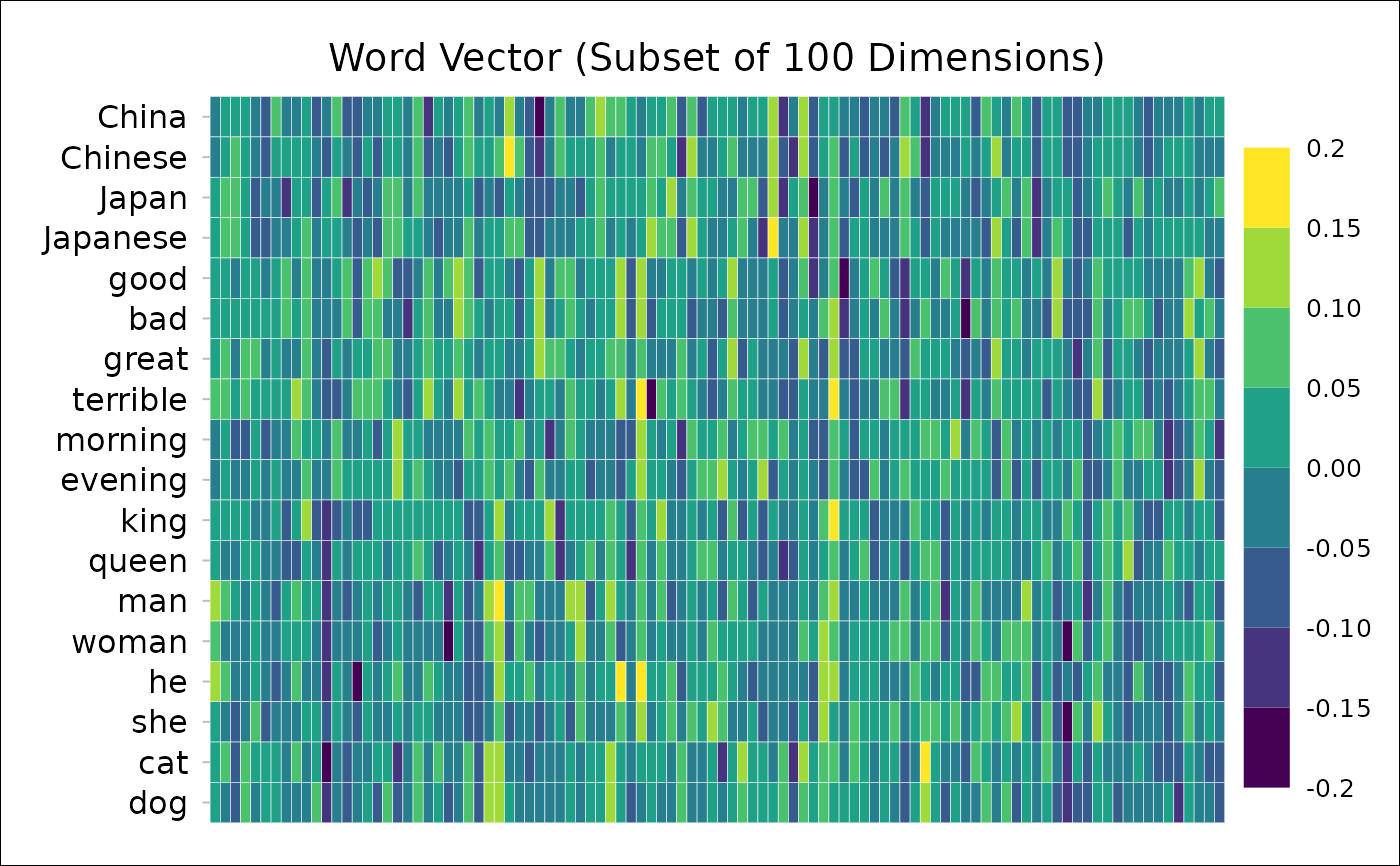 Word Vector (Subset of 100 Dimensions)
China
Chinese
Japan
Japanese
good
bad
great
terrible
morning
evening
king
queen
man
woman
he
she
cat
dog
0.2
0.15
0.10
0.05
0.00
-0.05
-0.10
-0.15
-0.2